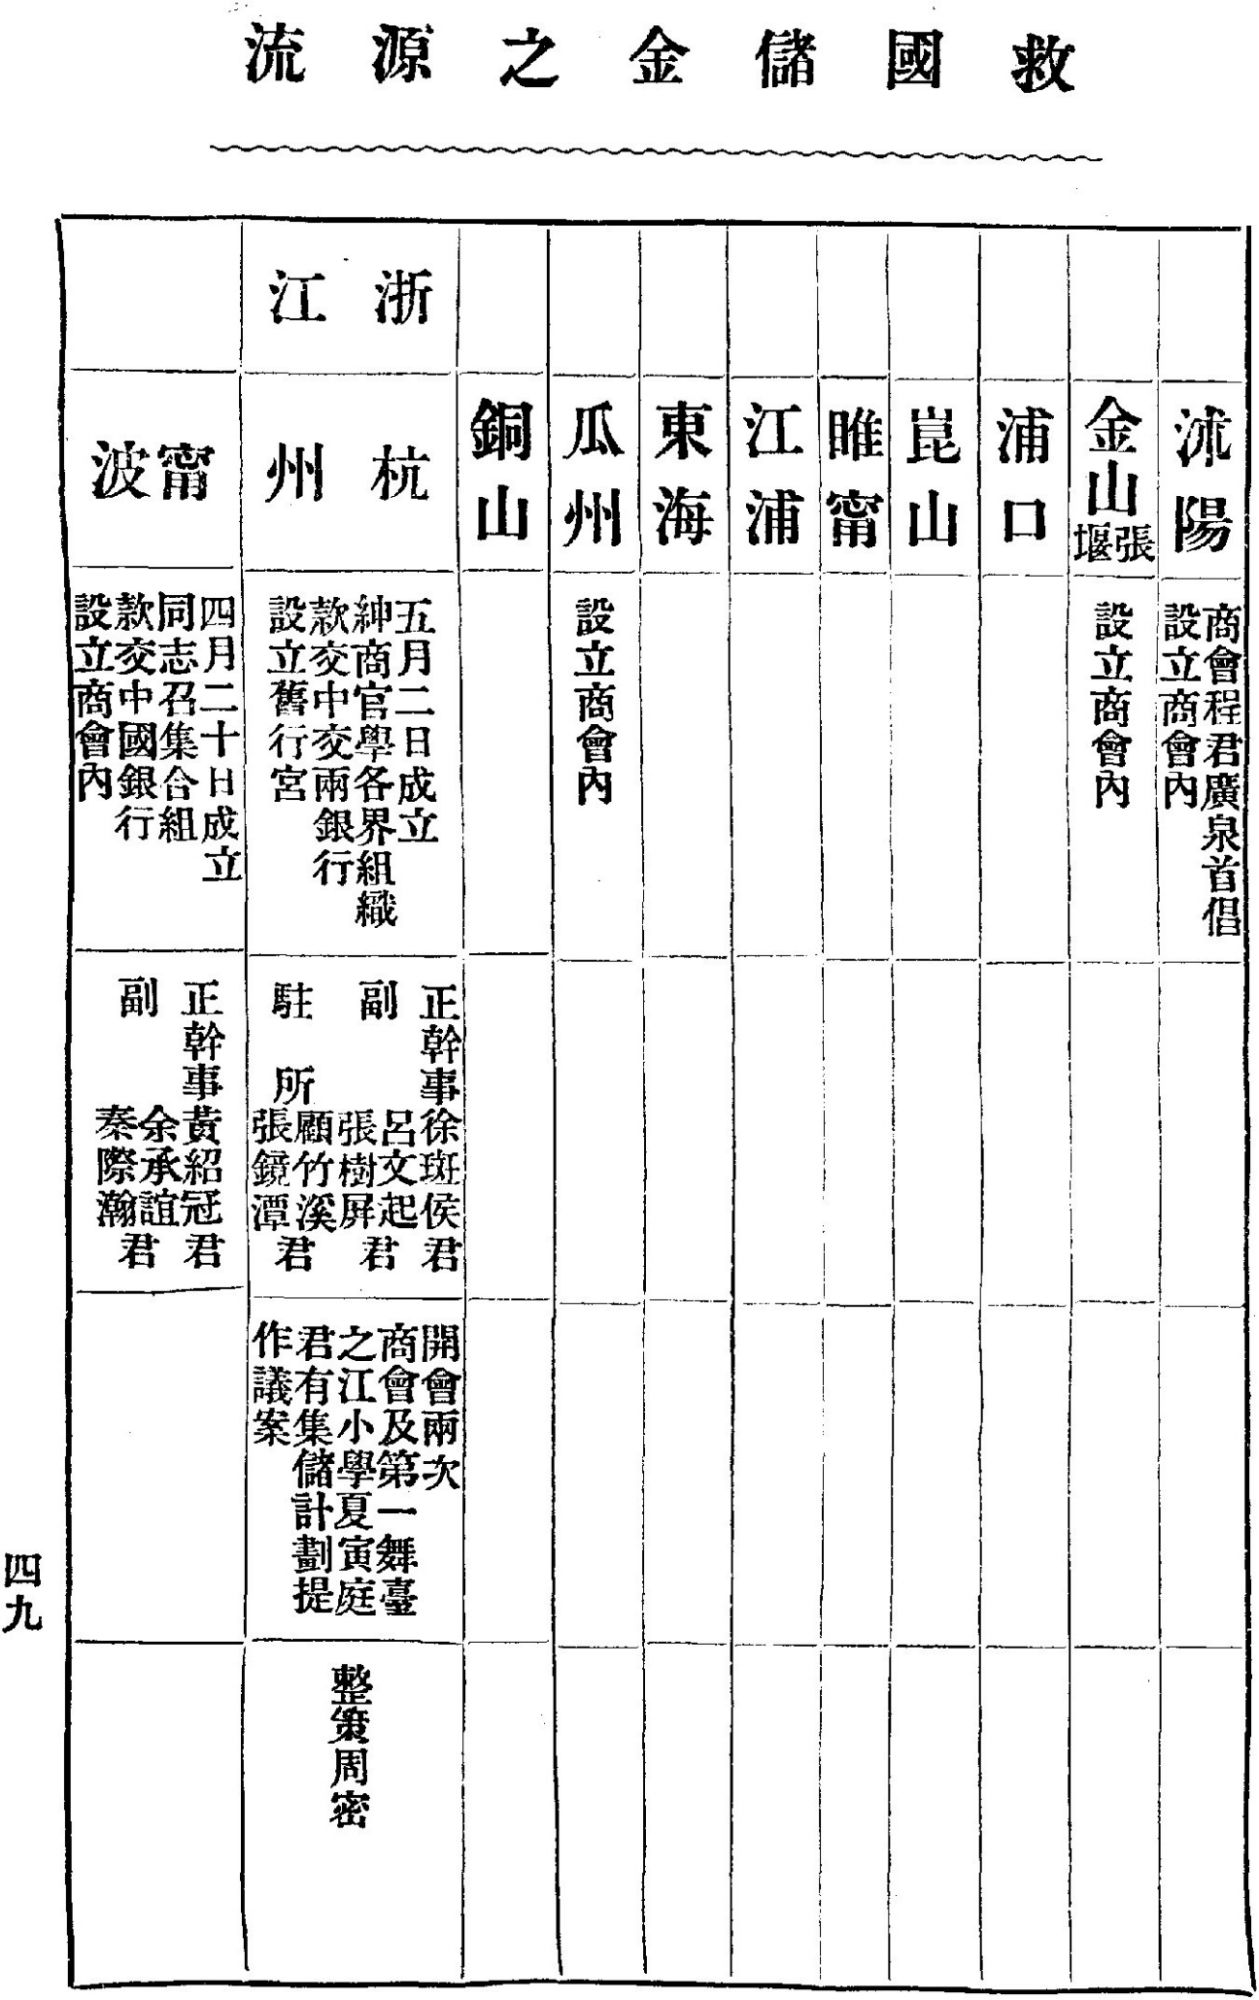 救國儲金之源流
沭陽
商會程君廣泉首倡
設立商會內
金山
張堰
設立商會內
浦口
崑山
睢甯
江浦
東海
瓜州
設立商會內
銅山
浙江
杭州
五月二日成立
紳商官學各界組織
款交中交兩銀行
設立舊行宮
正幹事徐班侯君
副 呂文起
張樹屏君
駐所 顧竹溪
張鏡潭君
開會兩次
商會及第一舞臺
之江小學夏寅庭
君有集儲計劃提
作議案
整策周密
甯波
四月二十日成立
同志召集合組
款交中國銀行
設立商會內
正幹事黃紹冠君
副 余承誼
秦際瀚君
四九